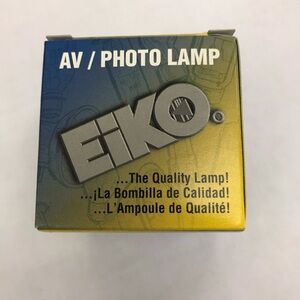 AV / PHOTO LAMP
EiKO
...The Quality Lamp!
...¡La Bombilla de Calidad!
...L'Ampoule de Qualité!